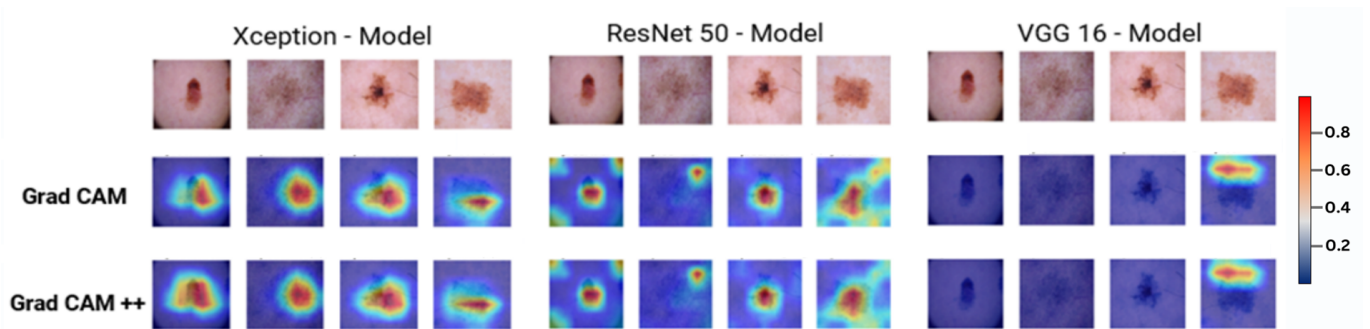 Xception - Model
ResNet 50 - Model
VGG 16 - Model
Grad CAM
Grad CAM ++
0.8
0.6
0.4
0.2